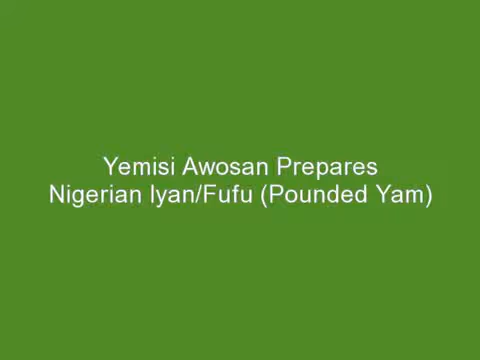 Yemisi Awosan Prepares
Nigerian Iyan/Fufu (Pounded Yam)